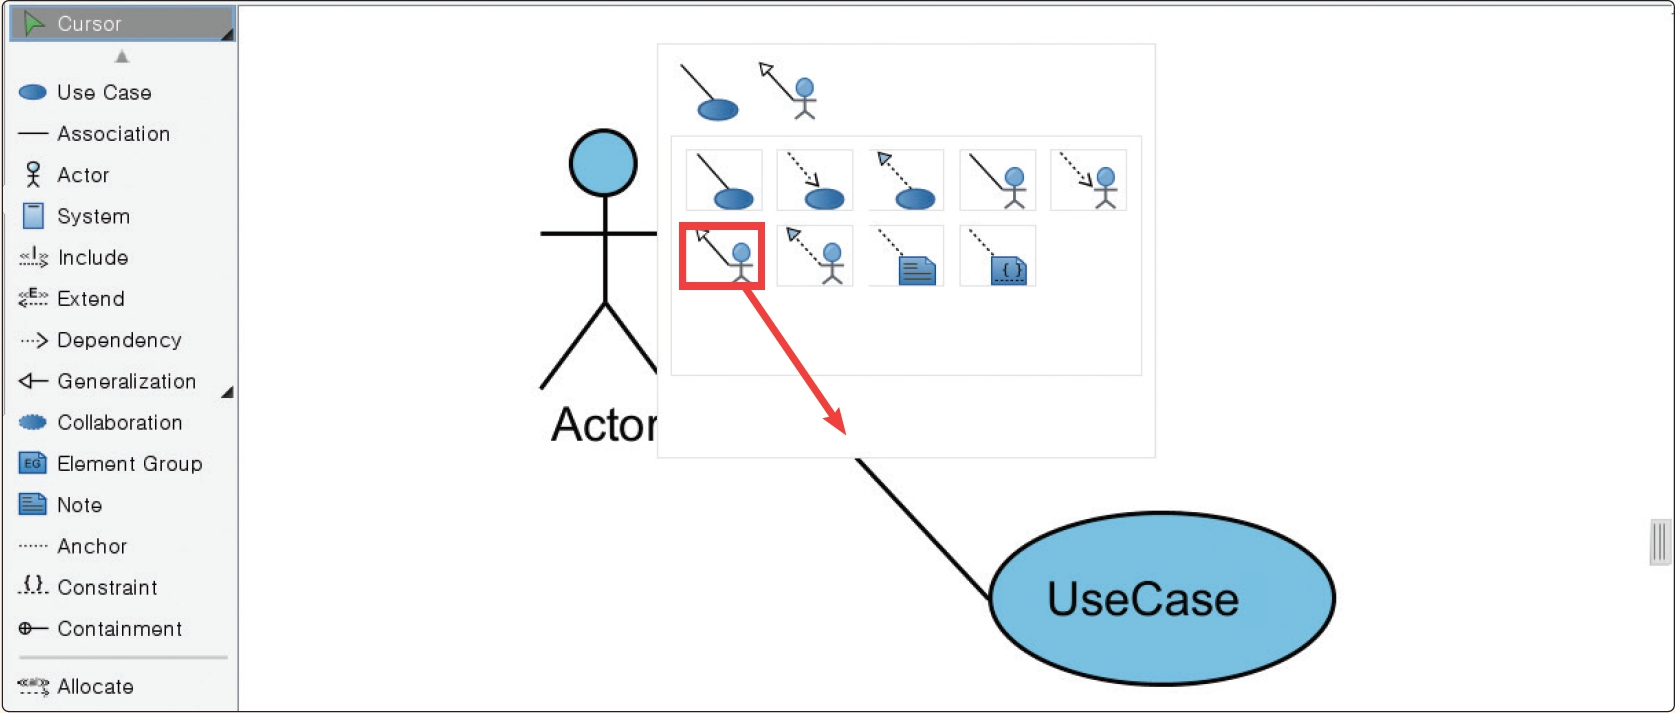 Cursor
Use Case
Association
Actor
System
«I» Include
«E» Extend
Dependency
Generalization
Collaboration
EG Element Group
Note
Anchor
{} Constraint
Containment
Allocate
{ }
Actor
UseCase